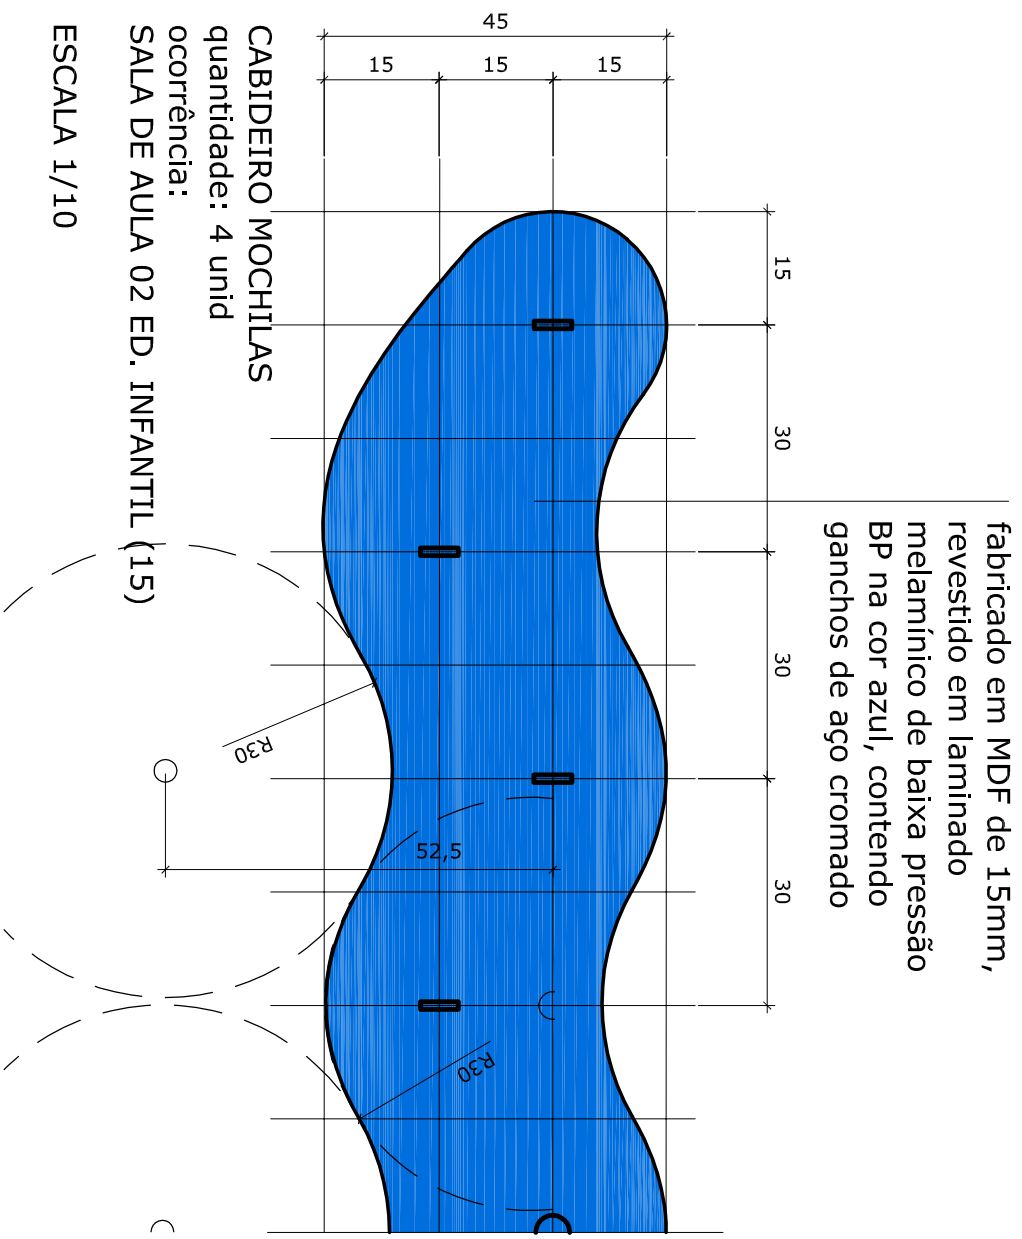 45
15
15
15
fabricado em MDF de 15mm,
revestido em laminado
melamínico de baixa pressão
BP na cor azul, contendo
ganchos de aço cromado
15
30
30
30
52,5
R30
R30
CABIDEIRO MOCHILAS
quantidade: 4 unid
ocorrência:
SALA DE AULA 02 ED. INFANTIL (15)
ESCALA 1/10